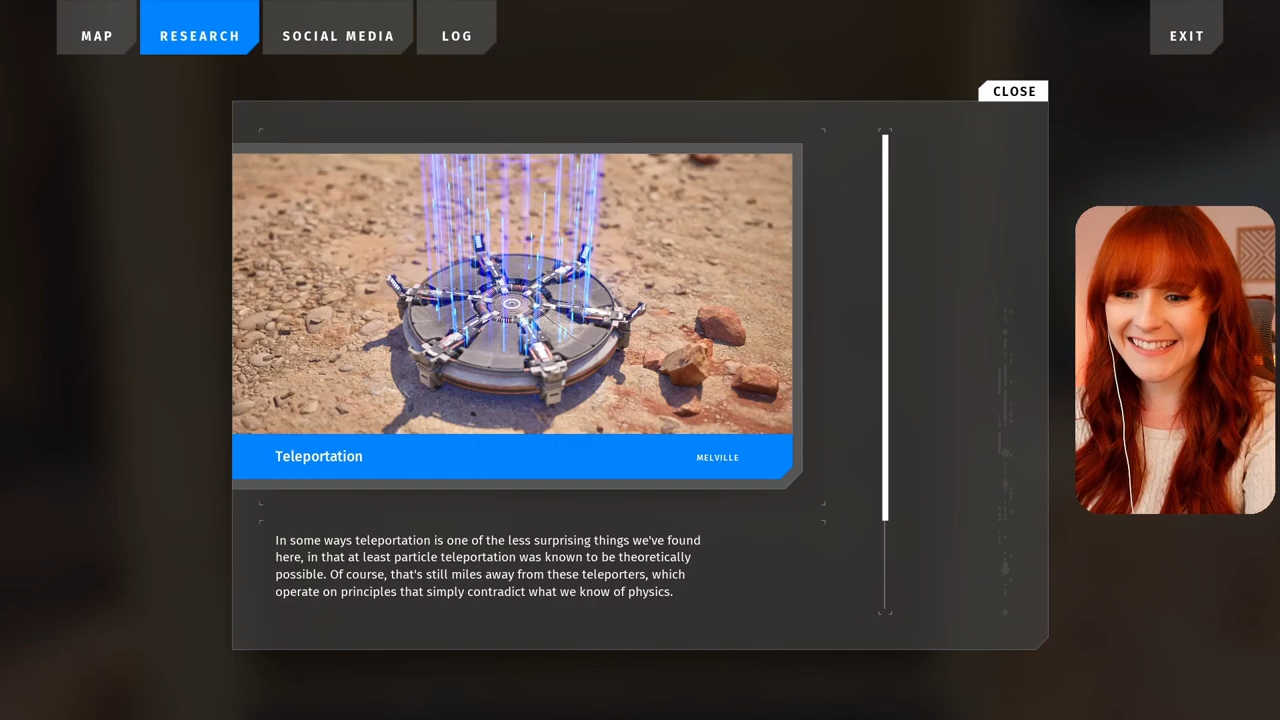 MAP
RESEARCH
SOCIAL MEDIA
LOG
EXIT
CLOSE
Teleportation
MELVILLE
In some ways teleportation is one of the less surprising things we've found
here, in that at least particle teleportation was known to be theoretically
possible. Of course, that's still miles away from these teleporters, which
operate on principles that simply contradict what we know of physics.